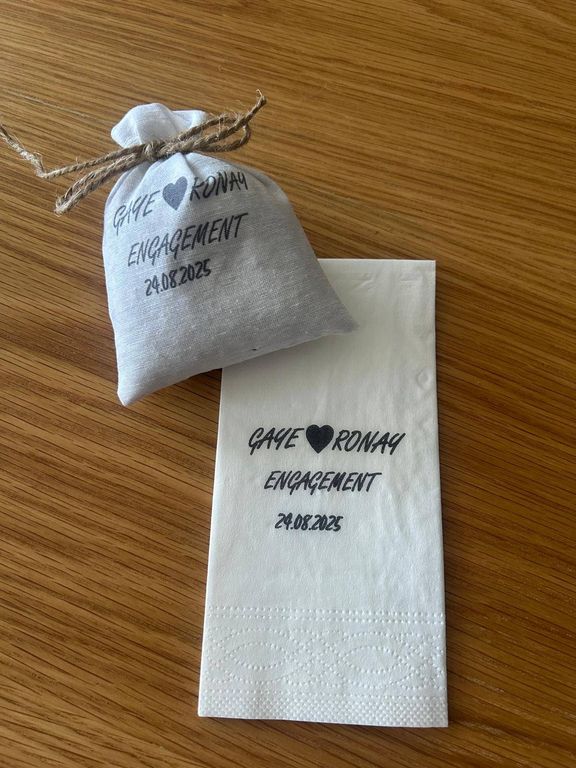 GAYE ♥ RONAY
ENGAGEMENT
24.08.2025
GAYE ♥ RONAY
ENGAGEMENT
24.08.2025